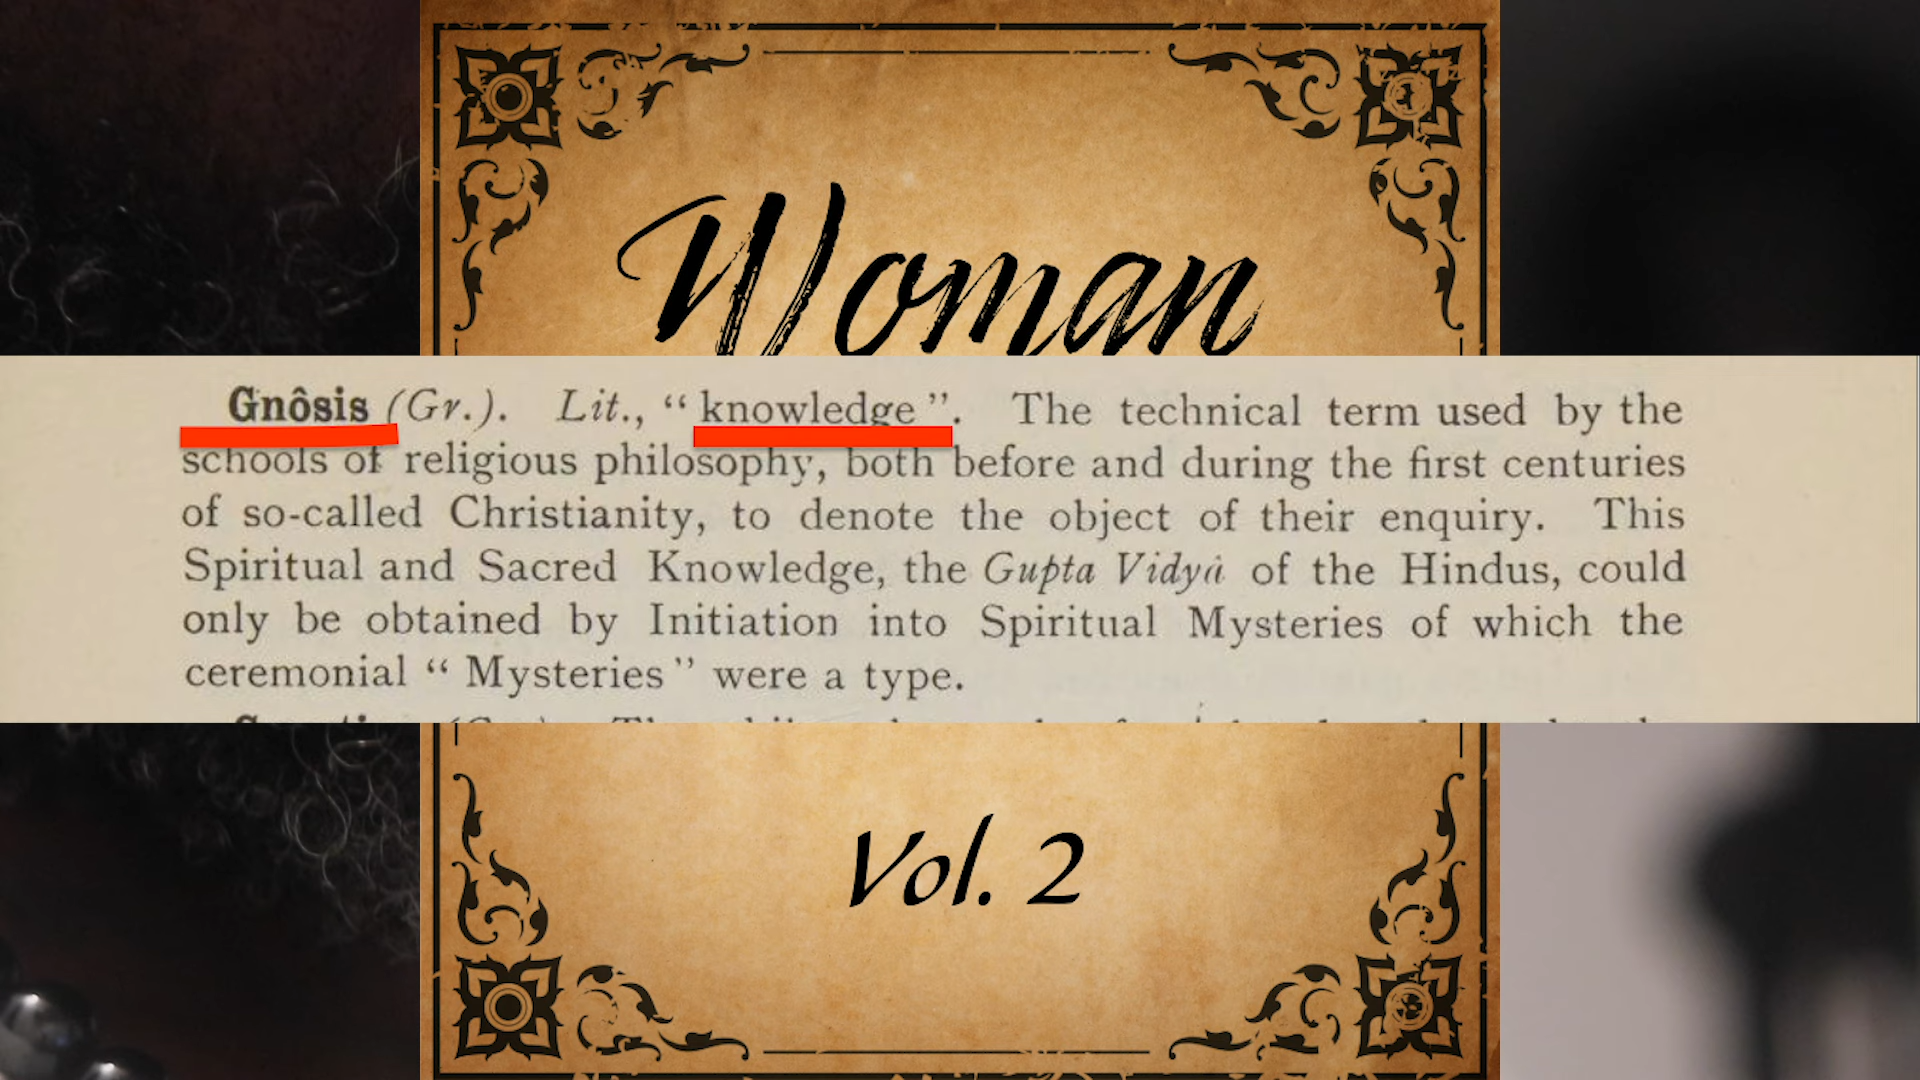 Woman
Gnôsis (Gr.). Lit., “knowledge”. The technical term used by the
schools of religious philosophy, both before and during the first centuries
of so-called Christianity, to denote the object of their enquiry. This
Spiritual and Sacred Knowledge, the Gupta Vidyâ of the Hindus, could
only be obtained by Initiation into Spiritual Mysteries of which the
ceremonial “Mysteries” were a type.
Vol. 2